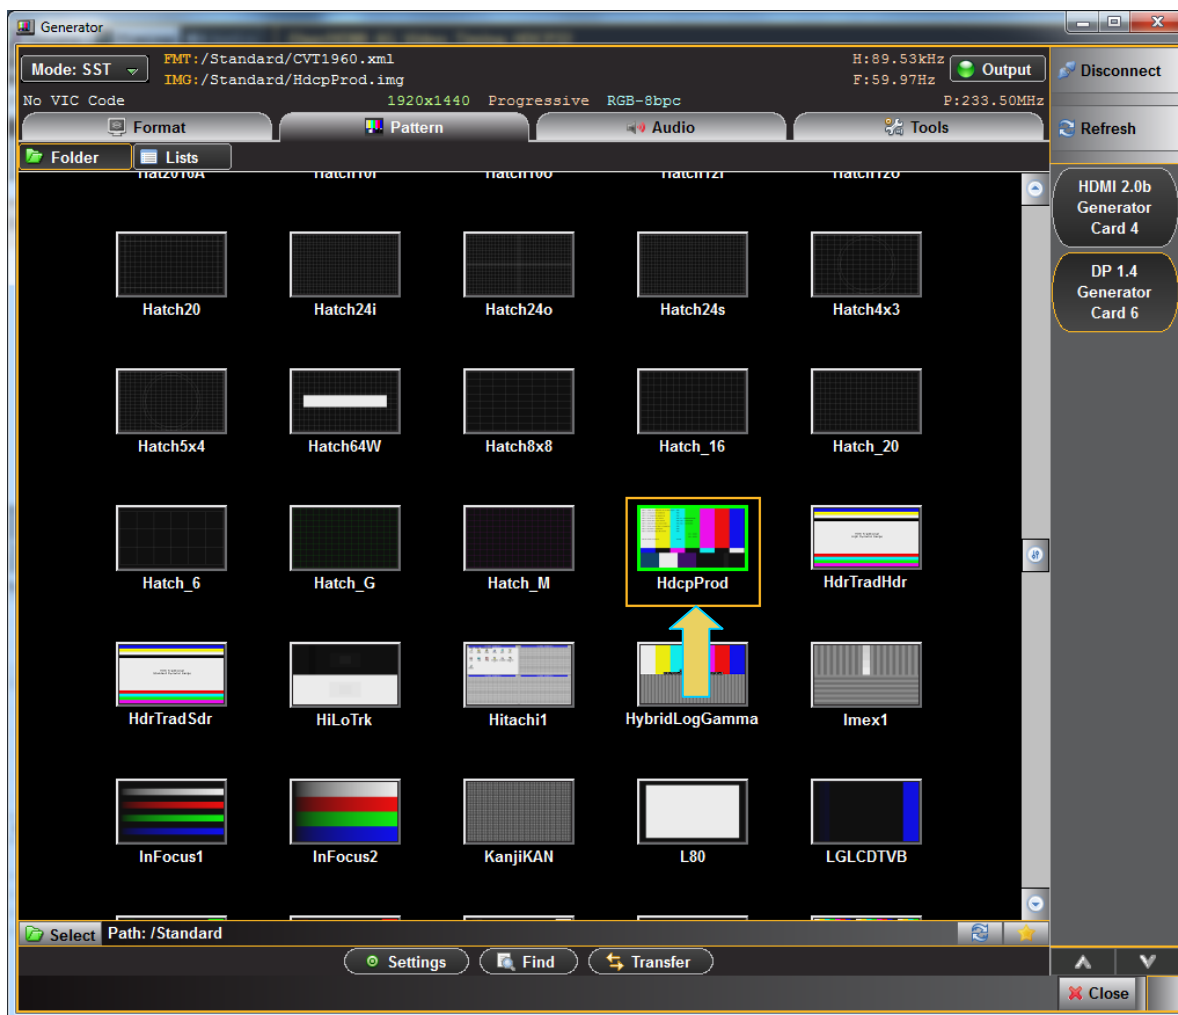 Generator
Mode: SST
FMT:/Standard/CVT1960.xml
IMG:/Standard/HdcpProd.img
H:89.53kHz
F:59.97Hz
Output
Disconnect
No VIC Code
1920x1440 Progressive RGB-8bpc
P:233.50MHz
Format
Pattern
Audio
Tools
Refresh
Folder
Lists
HDMI 2.0b
Generator
Card 4
DP 1.4
Generator
Card 6
Hatch20
Hatch24i
Hatch24o
Hatch24s
Hatch4x3
Hatch5x4
Hatch64W
Hatch8x8
Hatch_16
Hatch_20
Hatch_6
Hatch_G
Hatch_M
HdcpProd
HdrTradHdr
HdrTradSdr
HiLoTrk
Hitachi1
HybridLogGamma
Imex1
InFocus1
InFocus2
KanjiKAN
L80
LGLCDTVB
Select
Path: /Standard
Settings
Find
Transfer
Close